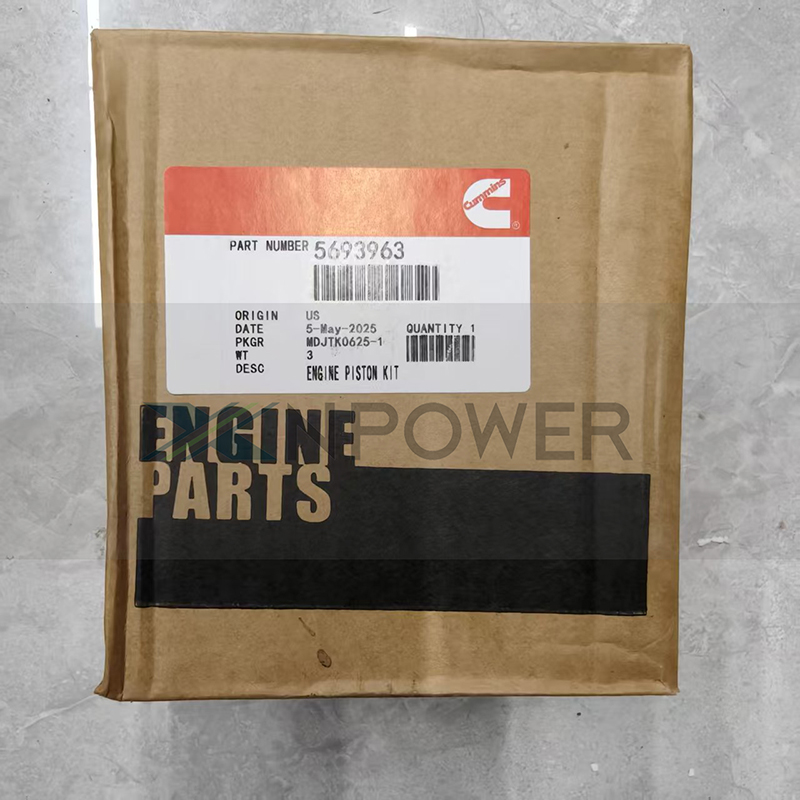 Cummins
®
PART NUMBER 5693963
ORIGIN US
DATE 5-May-2025 QUANTITY 1
PKGR MDJTK0625-1
WT 3
DESC ENGINE PISTON KIT
ENGINE
NPOWER
PARTS